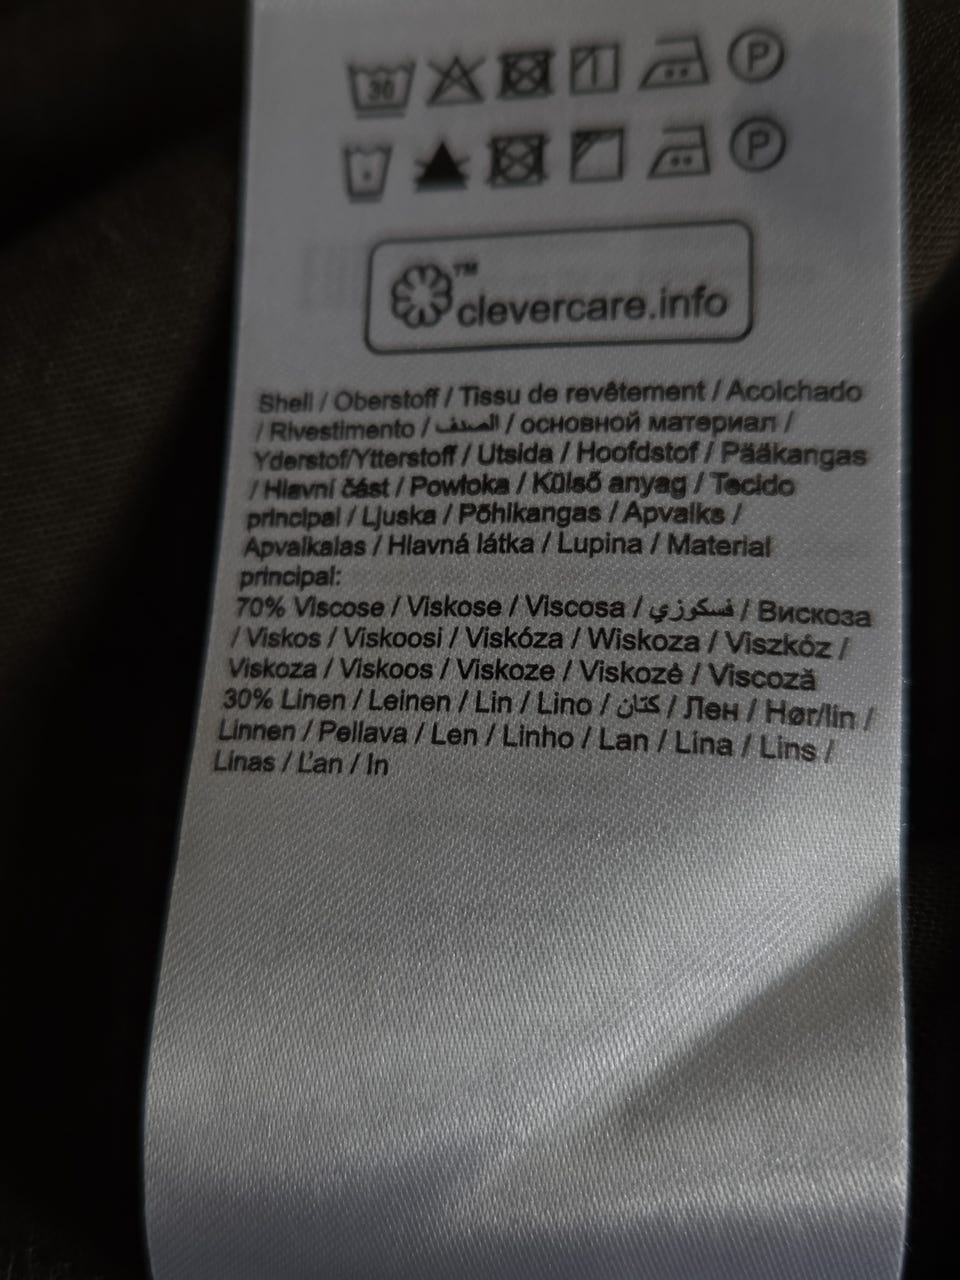 30 P
P
™
clevercare.info
Shell / Oberstoff / Tissu de revêtement / Acolchado
/ Rivestimento / الصدف / основной материал /
Yderstof/Ytterstoff / Utsida / Hoofdstof / Pääkangas
/ Hlavní část / Powłoka / Külső anyag / Tecido
principal / Ljuska / Põhikangas / Apvalks /
Apvalkalas / Hlavná látka / Lupina / Material
principal:
70% Viscose / Viskose / Viscosa / فسكوزي / Вискоза
/ Viskos / Viskoosi / Viskóza / Wiskoza / Viszkóz /
Viskoza / Viskoos / Viskoze / Viskozė / Viscoză
30% Linen / Leinen / Lin / Lino / كتان / Лен / Hør/lin /
Linnen / Pellava / Len / Linho / Lan / Lina / Lins /
Linas / Ľan / In